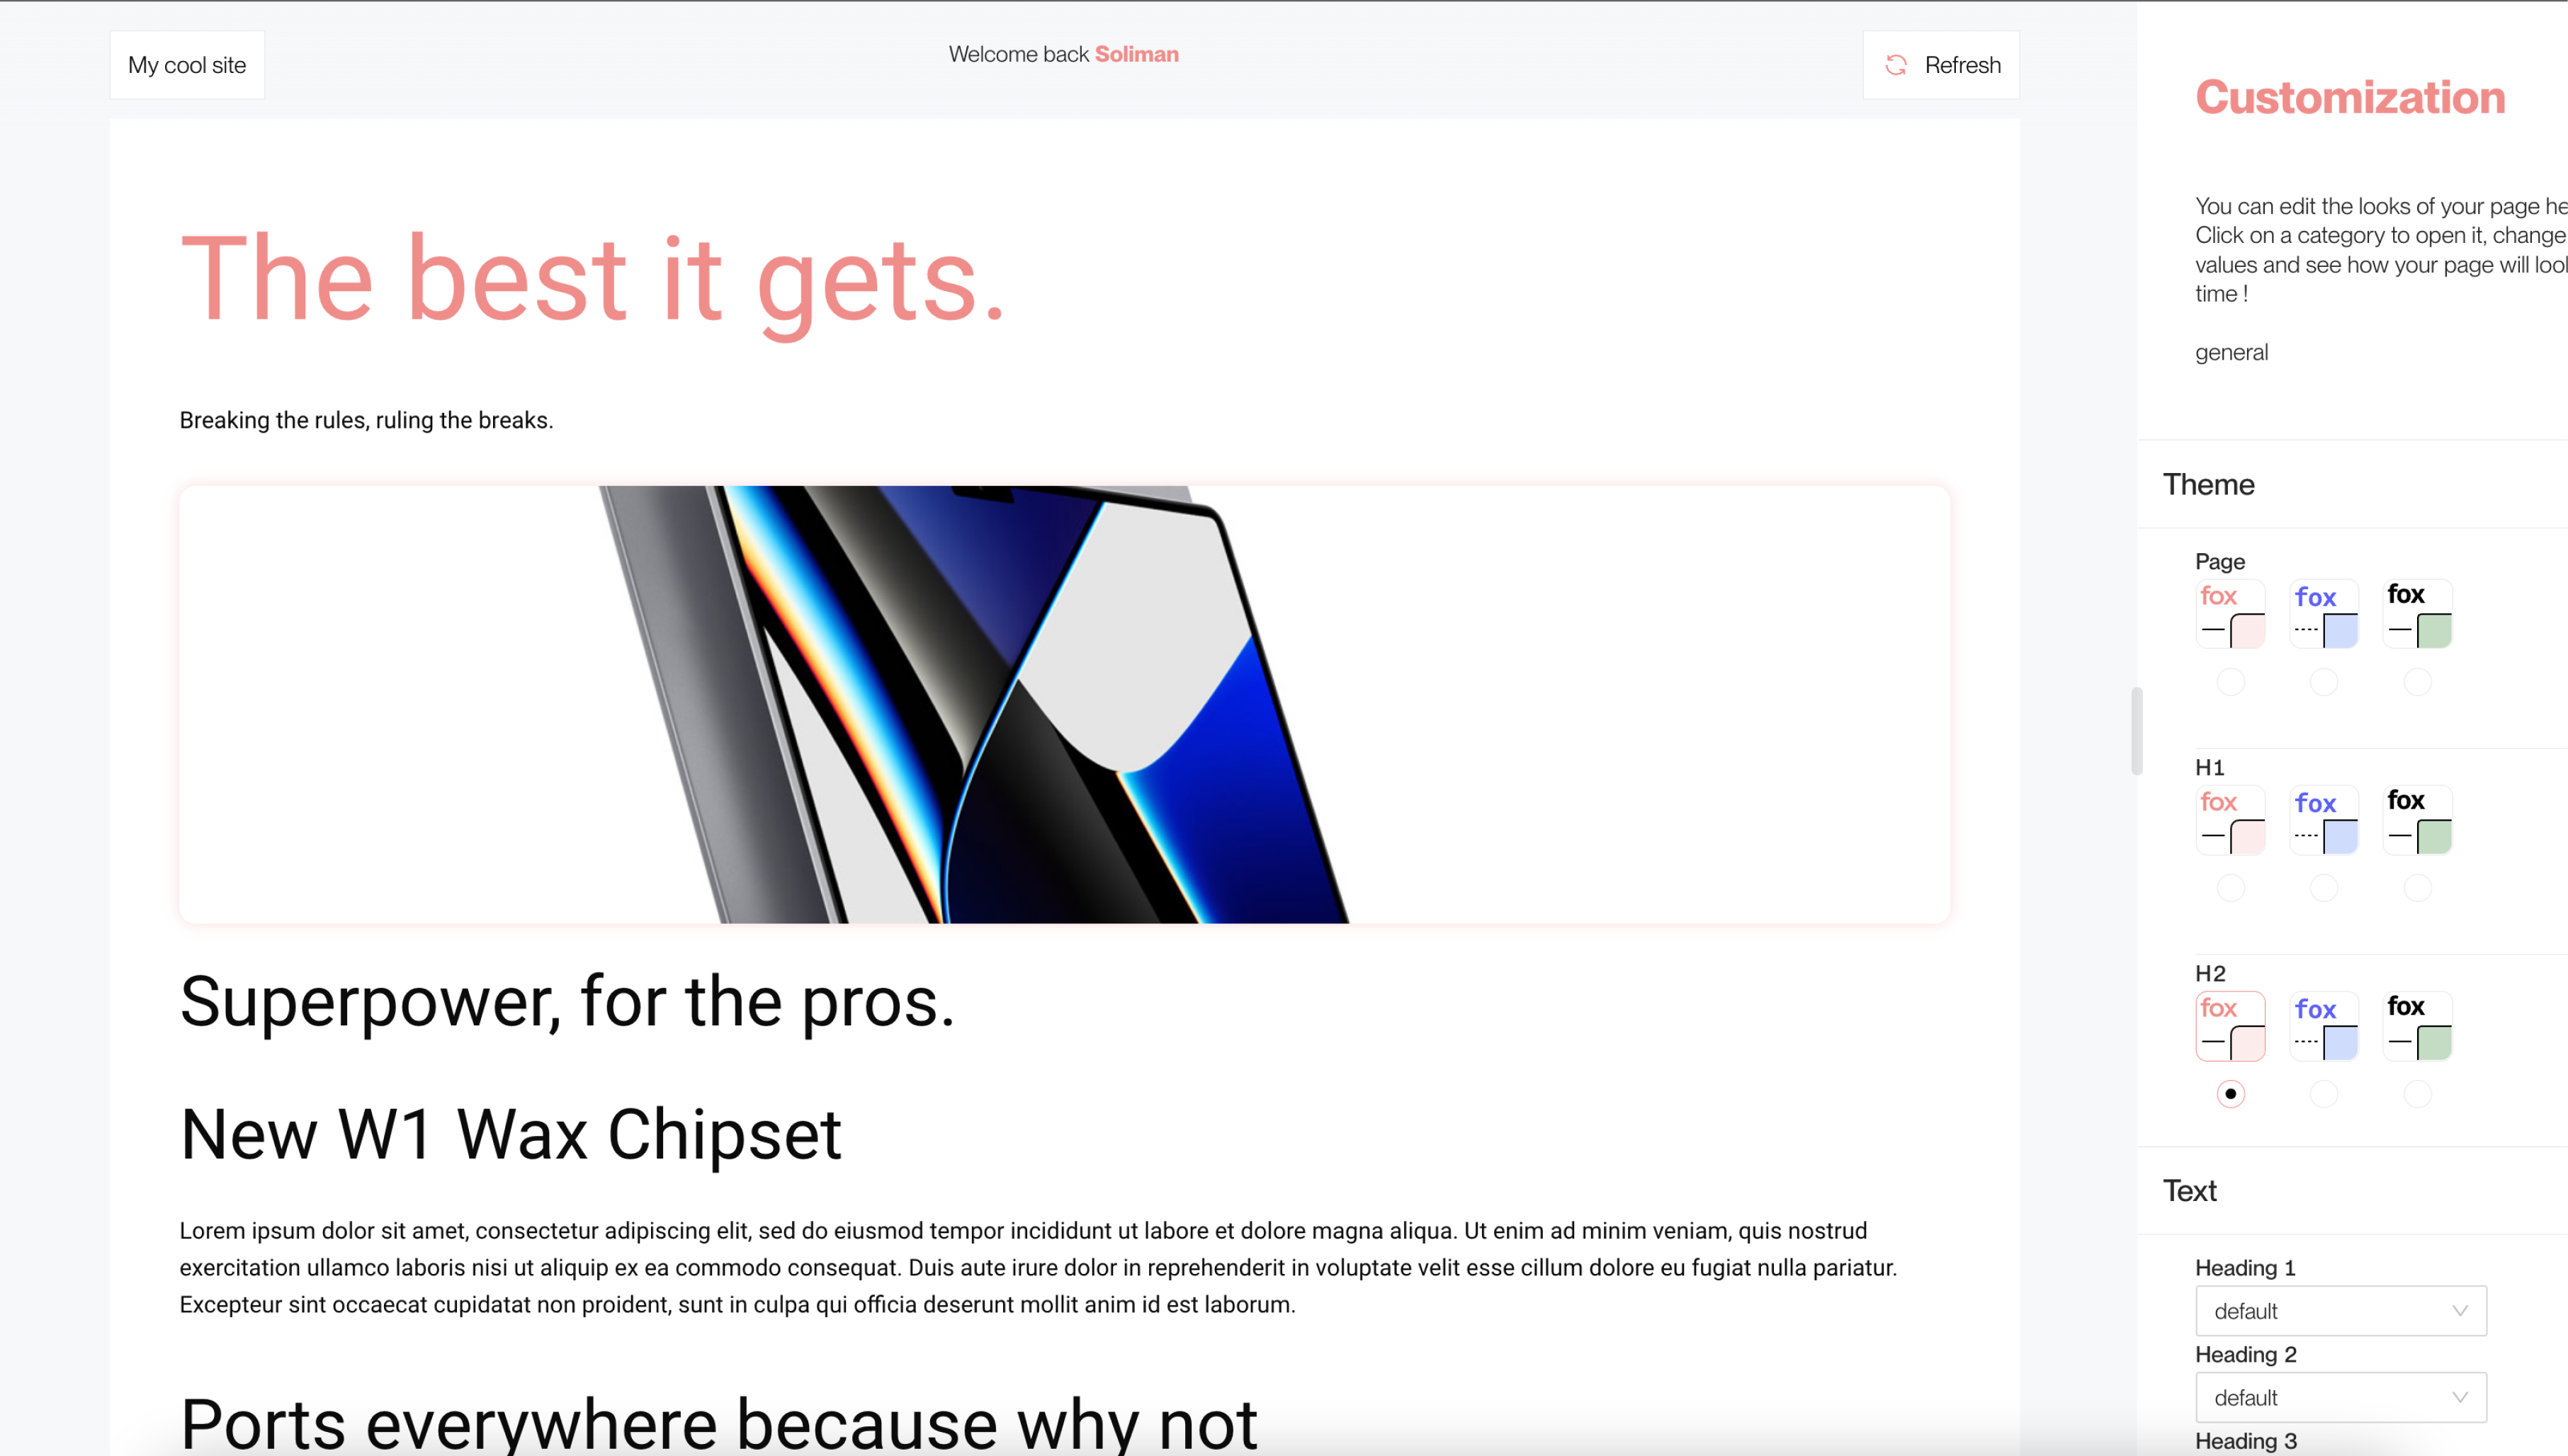 My cool site
Welcome back Soliman
Refresh
The best it gets.
Breaking the rules, ruling the breaks.
Superpower, for the pros.
New W1 Wax Chipset
Lorem ipsum dolor sit amet, consectetur adipiscing elit, sed do eiusmod tempor incididunt ut labore et dolore magna aliqua. Ut enim ad minim veniam, quis nostrud
exercitation ullamco laboris nisi ut aliquip ex ea commodo consequat. Duis aute irure dolor in reprehenderit in voluptate velit esse cillum dolore eu fugiat nulla pariatur.
Excepteur sint occaecat cupidatat non proident, sunt in culpa qui officia deserunt mollit anim id est laborum.
Ports everywhere because why not
Customization
You can edit the looks of your page
Click on a category to open it, change
values and see how your page will
time !
general
Theme
Page
fox fox fox
H1
fox fox fox
H2
fox fox fox
Text
Heading 1
default
Heading 2
default
Heading 3